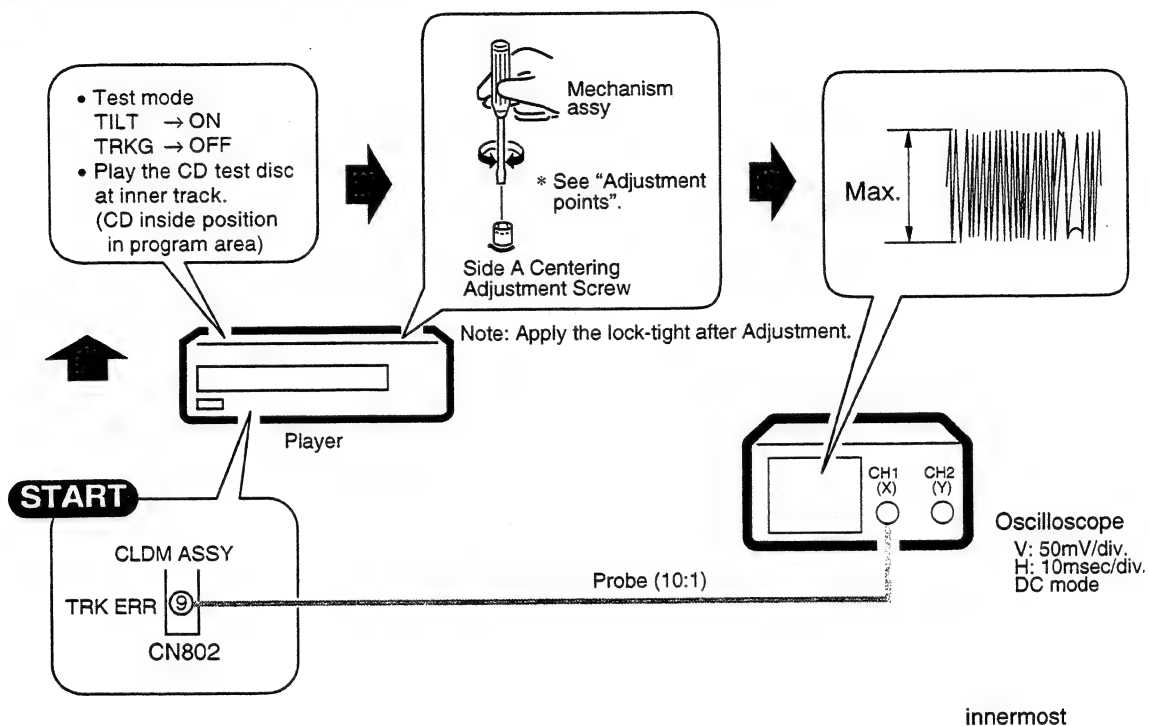 • Test mode
TILT → ON
TRKG → OFF
• Play the CD test disc
at inner track.
(CD inside position
in program area)
Mechanism
assy
* See “Adjustment
points”.
Side A Centering
Adjustment Screw
Max.
Note: Apply the lock-tight after Adjustment.
Player
START
CLDM ASSY
TRK ERR
⑨
CN802
Probe (10:1)
CH1
(X)
CH2
(Y)
Oscilloscope
V: 50mV/div.
H: 10msec/div.
DC mode
innermost